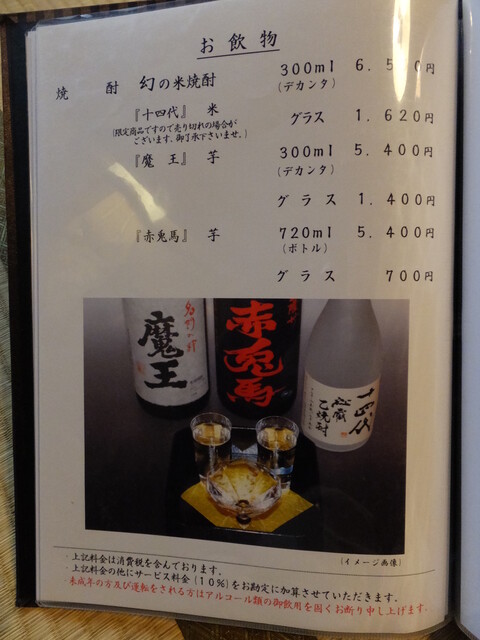 お飲物
焼　酎 幻の米焼酎 300ml 6.5 0円
(デカンタ)
『十四代』 米 グラス 1.620円
(限定商品ですので売り切れの場合が
ございます。御了承下さいませ。)
『魔王』 芋 300ml 5.400円
(デカンタ)
グラス 1.400円
『赤兎馬』 芋 720ml 5.400円
(ボトル)
グラス 700円
魔王
赤兎馬
十四代
秘蔵
乙焼酎
(イメージ画像)
・上記料金は消費税を含んでおります。
・上記料金の他にサービス料金(10%)をお勘定に加算させていただきます。
・未成年の方及び運転をされる方はアルコール類の御飲用を固くお断り申し上げます。